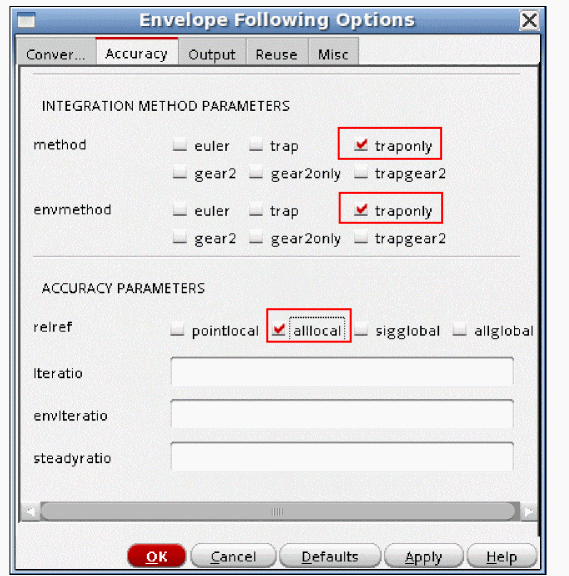 Envelope Following Options
Conver... Accuracy Output Reuse Misc
INTEGRATION METHOD PARAMETERS
method euler trap traponly
gear2 gear2only trapgear2
envmethod euler trap traponly
gear2 gear2only trapgear2
ACCURACY PARAMETERS
relref pointlocal alllocal sigglobal allglobal
lteratio
envlteratio
steadyratio
OK Cancel Defaults Apply Help